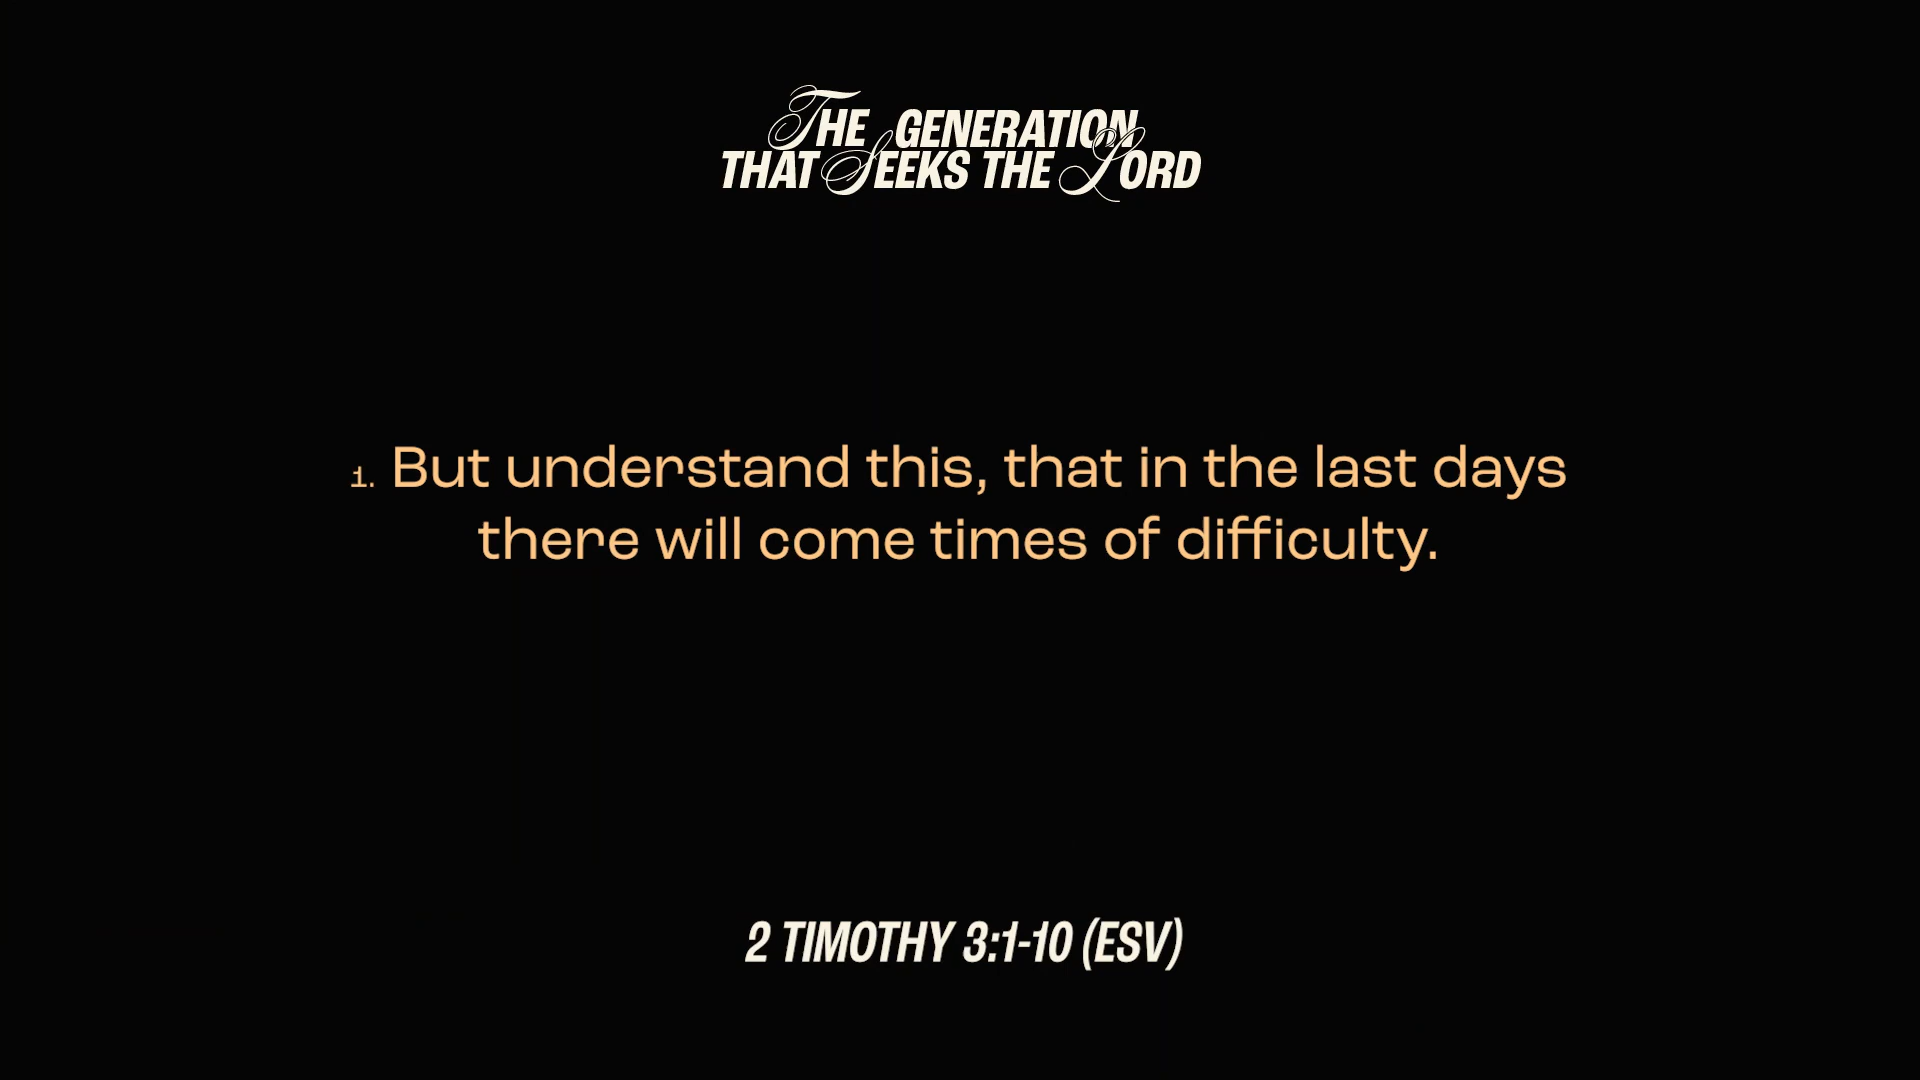 THE GENERATION
THAT SEEKS THE LORD
1. But understand this, that in the last days
there will come times of difficulty.
2 TIMOTHY 3:1-10 (ESV)